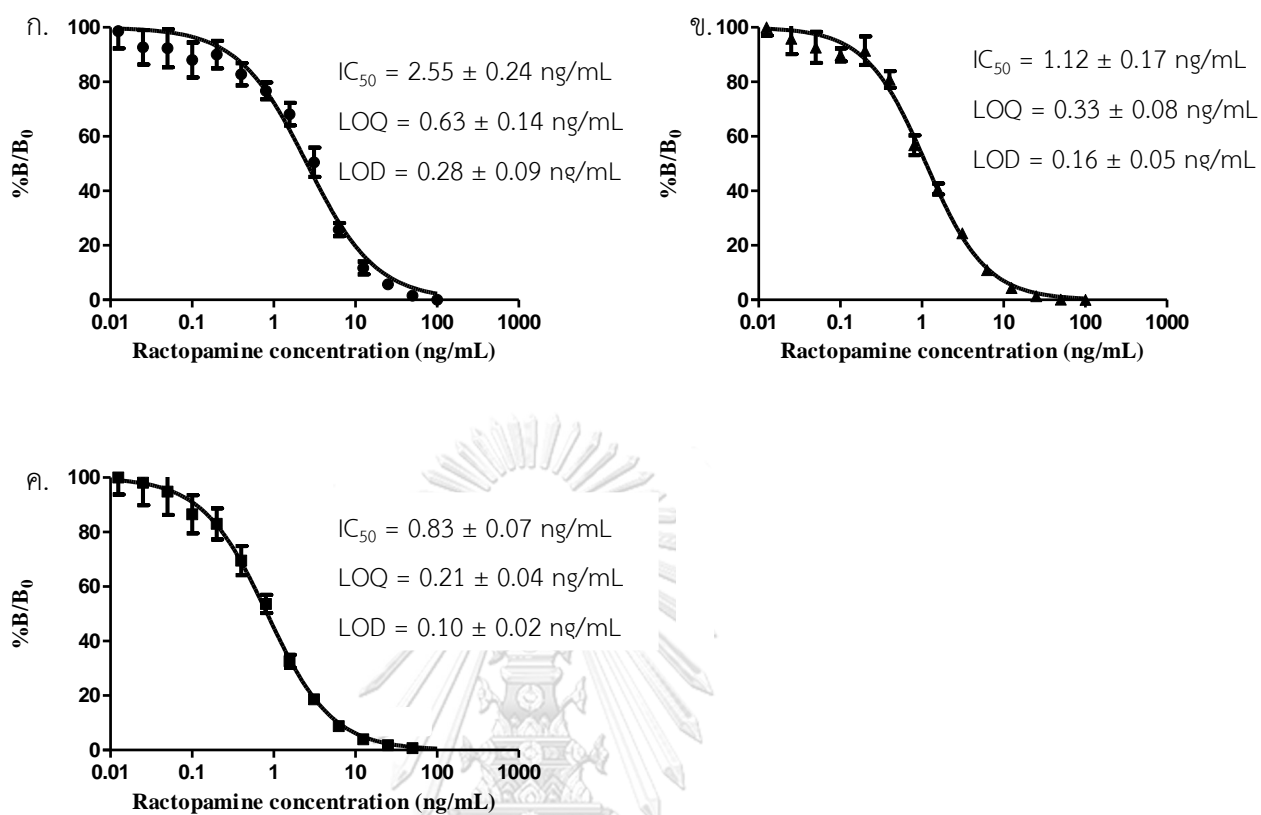 ก.
100
80
60
40
20
0
%B/B₀
IC₅₀ = 2.55 ± 0.24 ng/mL
LOQ = 0.63 ± 0.14 ng/mL
LOD = 0.28 ± 0.09 ng/mL
0.01 0.1 1 10 100 1000
Ractopamine concentration (ng/mL)
ข.
100
80
60
40
20
0
%B/B₀
IC₅₀ = 1.12 ± 0.17 ng/mL
LOQ = 0.33 ± 0.08 ng/mL
LOD = 0.16 ± 0.05 ng/mL
0.01 0.1 1 10 100 1000
Ractopamine concentration (ng/mL)
ค.
100
80
60
40
20
0
%B/B₀
IC₅₀ = 0.83 ± 0.07 ng/mL
LOQ = 0.21 ± 0.04 ng/mL
LOD = 0.10 ± 0.02 ng/mL
0.01 0.1 1 10 100 1000
Ractopamine concentration (ng/mL)